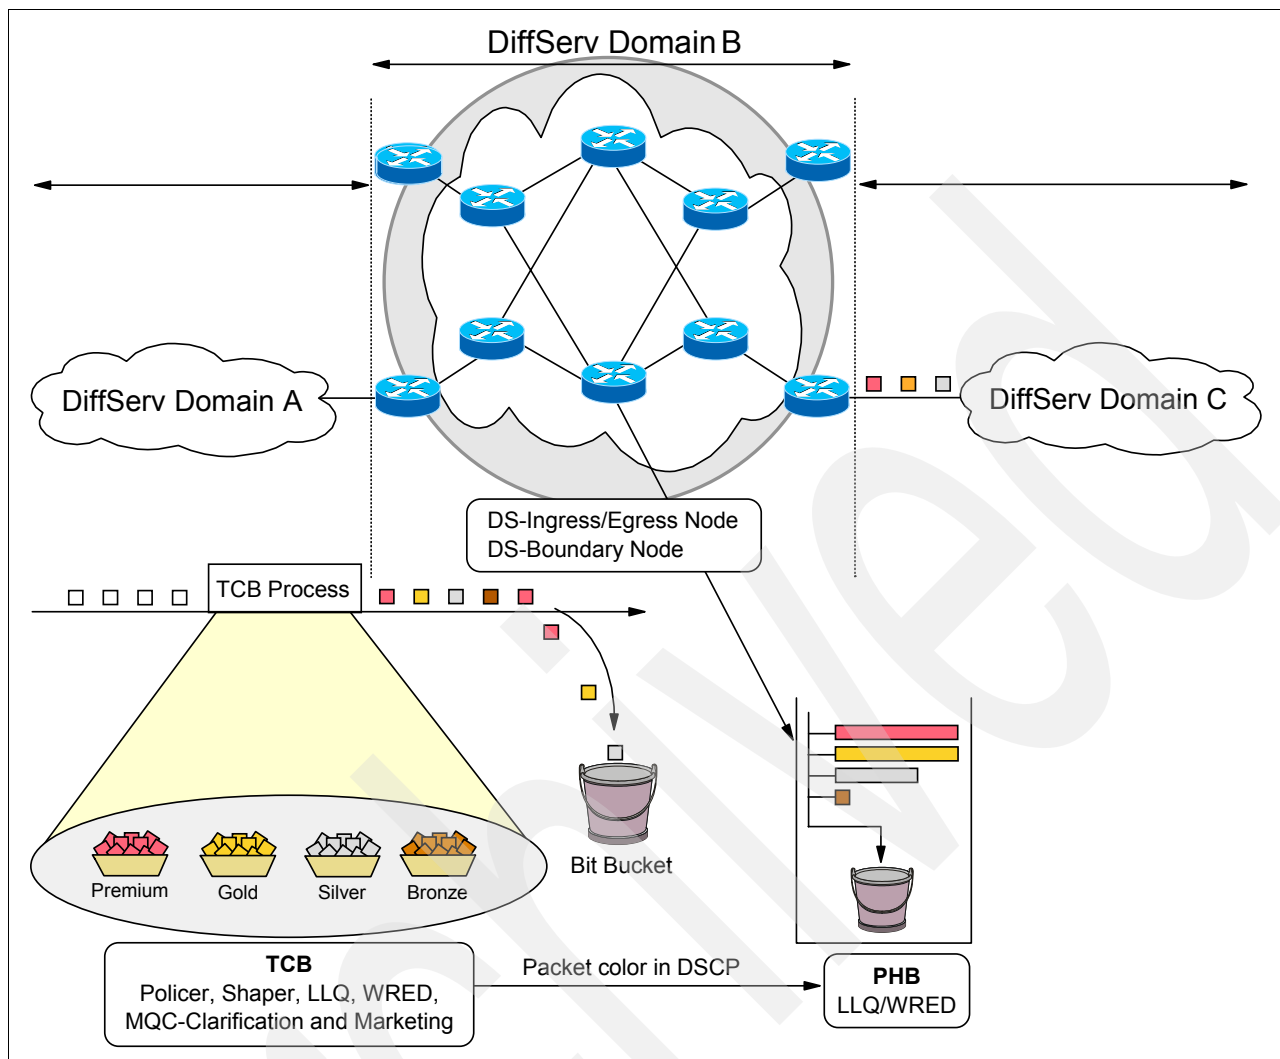 DiffServ Domain B
DiffServ Domain A
DiffServ Domain C
DS-Ingress/Egress Node
DS-Boundary Node
TCB Process
Premium
Gold
Silver
Bronze
Bit Bucket
TCB
Policer, Shaper, LLQ, WRED,
MQC-Clarification and Marketing
Packet color in DSCP
PHB
LLQ/WRED